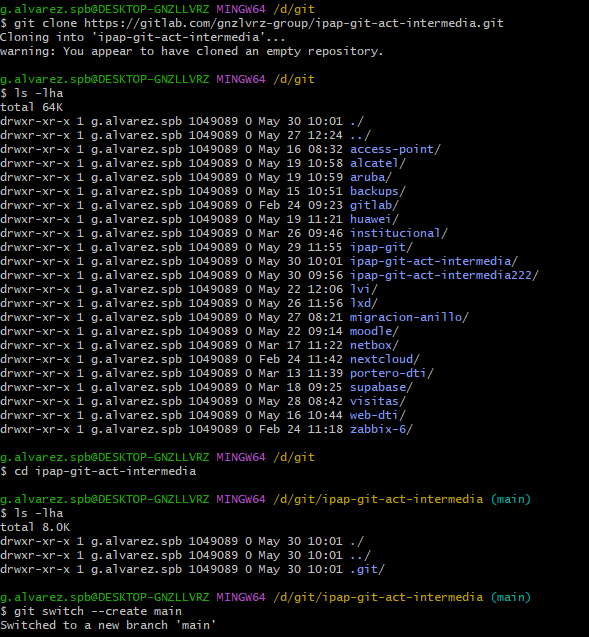 g.alvarez.spb@DESKTOP-GNZLLVRZ MINGW64 /d/git
$ git clone https://gitlab.com/gnzlvrz-group/ipap-git-act-intermedia.git
Cloning into 'ipap-git-act-intermedia'...
warning: You appear to have cloned an empty repository.

g.alvarez.spb@DESKTOP-GNZLLVRZ MINGW64 /d/git
$ ls -lha
total 64K
drwxr-xr-x 1 g.alvarez.spb 1049089 0 May 30 10:01 ./
drwxr-xr-x 1 g.alvarez.spb 1049089 0 May 27 12:24 ../
drwxr-xr-x 1 g.alvarez.spb 1049089 0 May 16 08:32 access-point/
drwxr-xr-x 1 g.alvarez.spb 1049089 0 May 19 10:58 alcatel/
drwxr-xr-x 1 g.alvarez.spb 1049089 0 May 19 10:59 aruba/
drwxr-xr-x 1 g.alvarez.spb 1049089 0 May 15 10:51 backups/
drwxr-xr-x 1 g.alvarez.spb 1049089 0 Feb 24 09:23 gitlab/
drwxr-xr-x 1 g.alvarez.spb 1049089 0 May 19 11:21 huawei/
drwxr-xr-x 1 g.alvarez.spb 1049089 0 Mar 26 09:46 institucional/
drwxr-xr-x 1 g.alvarez.spb 1049089 0 May 29 11:55 ipap-git/
drwxr-xr-x 1 g.alvarez.spb 1049089 0 May 30 10:01 ipap-git-act-intermedia/
drwxr-xr-x 1 g.alvarez.spb 1049089 0 May 30 09:56 ipap-git-act-intermedia222/
drwxr-xr-x 1 g.alvarez.spb 1049089 0 May 22 12:06 lvi/
drwxr-xr-x 1 g.alvarez.spb 1049089 0 May 26 11:56 lxd/
drwxr-xr-x 1 g.alvarez.spb 1049089 0 May 27 08:21 migracion-anillo/
drwxr-xr-x 1 g.alvarez.spb 1049089 0 May 22 09:14 moodle/
drwxr-xr-x 1 g.alvarez.spb 1049089 0 Mar 17 11:22 netbox/
drwxr-xr-x 1 g.alvarez.spb 1049089 0 Feb 24 11:42 nextcloud/
drwxr-xr-x 1 g.alvarez.spb 1049089 0 Mar 13 11:39 portero-dti/
drwxr-xr-x 1 g.alvarez.spb 1049089 0 Mar 18 09:25 supabase/
drwxr-xr-x 1 g.alvarez.spb 1049089 0 May 28 08:42 visitas/
drwxr-xr-x 1 g.alvarez.spb 1049089 0 May 16 10:44 web-dti/
drwxr-xr-x 1 g.alvarez.spb 1049089 0 Feb 24 11:18 zabbix-6/

g.alvarez.spb@DESKTOP-GNZLLVRZ MINGW64 /d/git
$ cd ipap-git-act-intermedia

g.alvarez.spb@DESKTOP-GNZLLVRZ MINGW64 /d/git/ipap-git-act-intermedia (main)
$ ls -lha
total 8.0K
drwxr-xr-x 1 g.alvarez.spb 1049089 0 May 30 10:01 ./
drwxr-xr-x 1 g.alvarez.spb 1049089 0 May 30 10:01 ../
drwxr-xr-x 1 g.alvarez.spb 1049089 0 May 30 10:01 .git/

g.alvarez.spb@DESKTOP-GNZLLVRZ MINGW64 /d/git/ipap-git-act-intermedia (main)
$ git switch --create main
Switched to a new branch 'main'